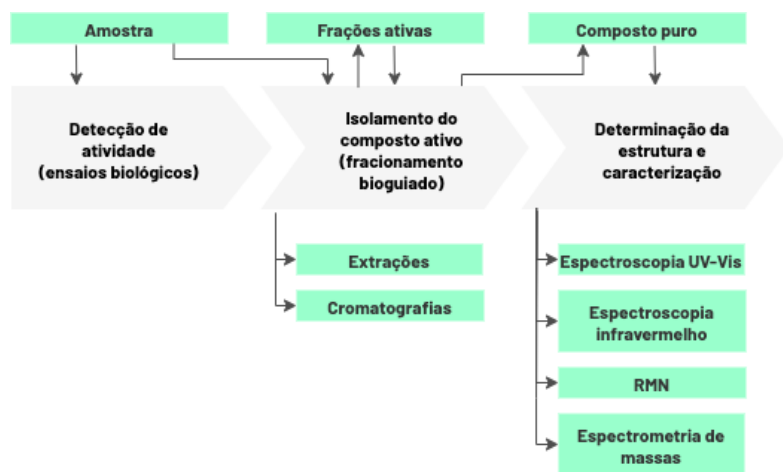 Amostra
Frações ativas
Composto puro
Detecção de
atividade
(ensaios biológicos)
Isolamento do
composto ativo
(fracionamento
bioguiado)
Determinação da
estrutura e
caracterização
Extrações
Cromatografias
Espectroscopia UV-Vis
Espectroscopia
infravermelho
RMN
Espectrometria de
massas